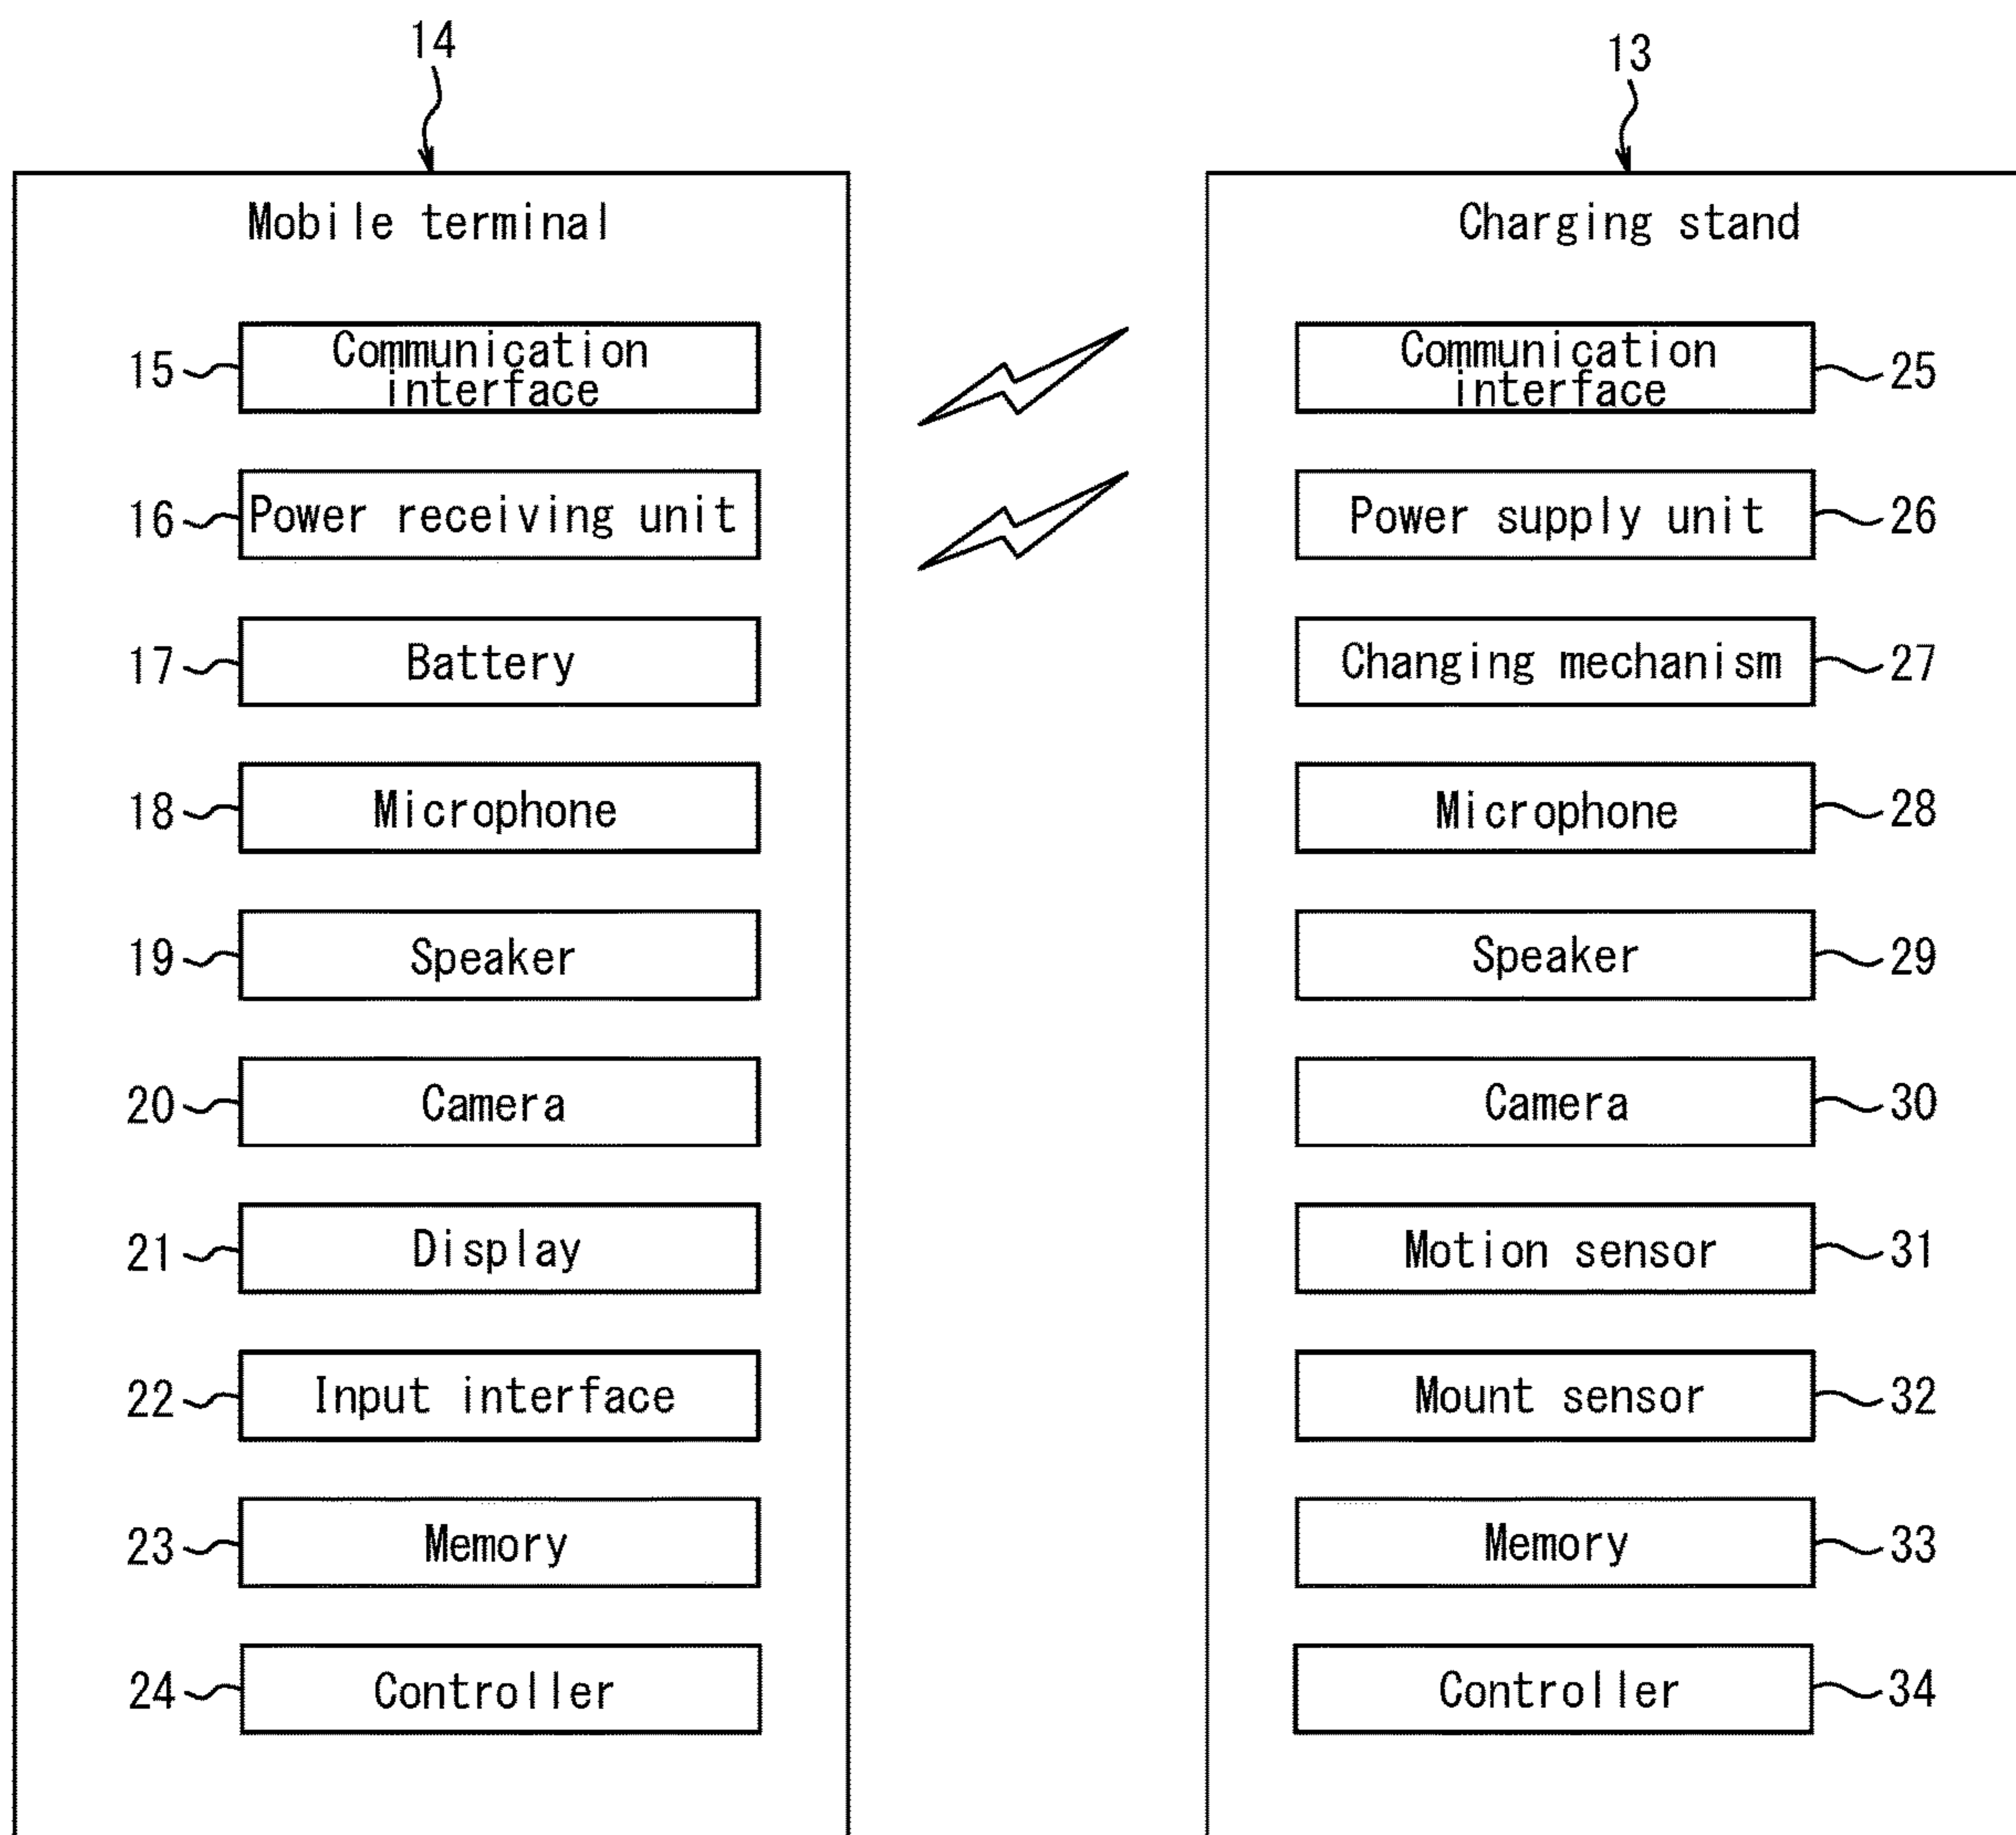 14
Mobile terminal
15
Communication
interface
16
Power receiving unit
17
Battery
18
Microphone
19
Speaker
20
Camera
21
Display
22
Input interface
23
Memory
24
Controller
13
Charging stand
Communication
interface
25
Power supply unit
26
Changing mechanism
27
Microphone
28
Speaker
29
Camera
30
Motion sensor
31
Mount sensor
32
Memory
33
Controller
34